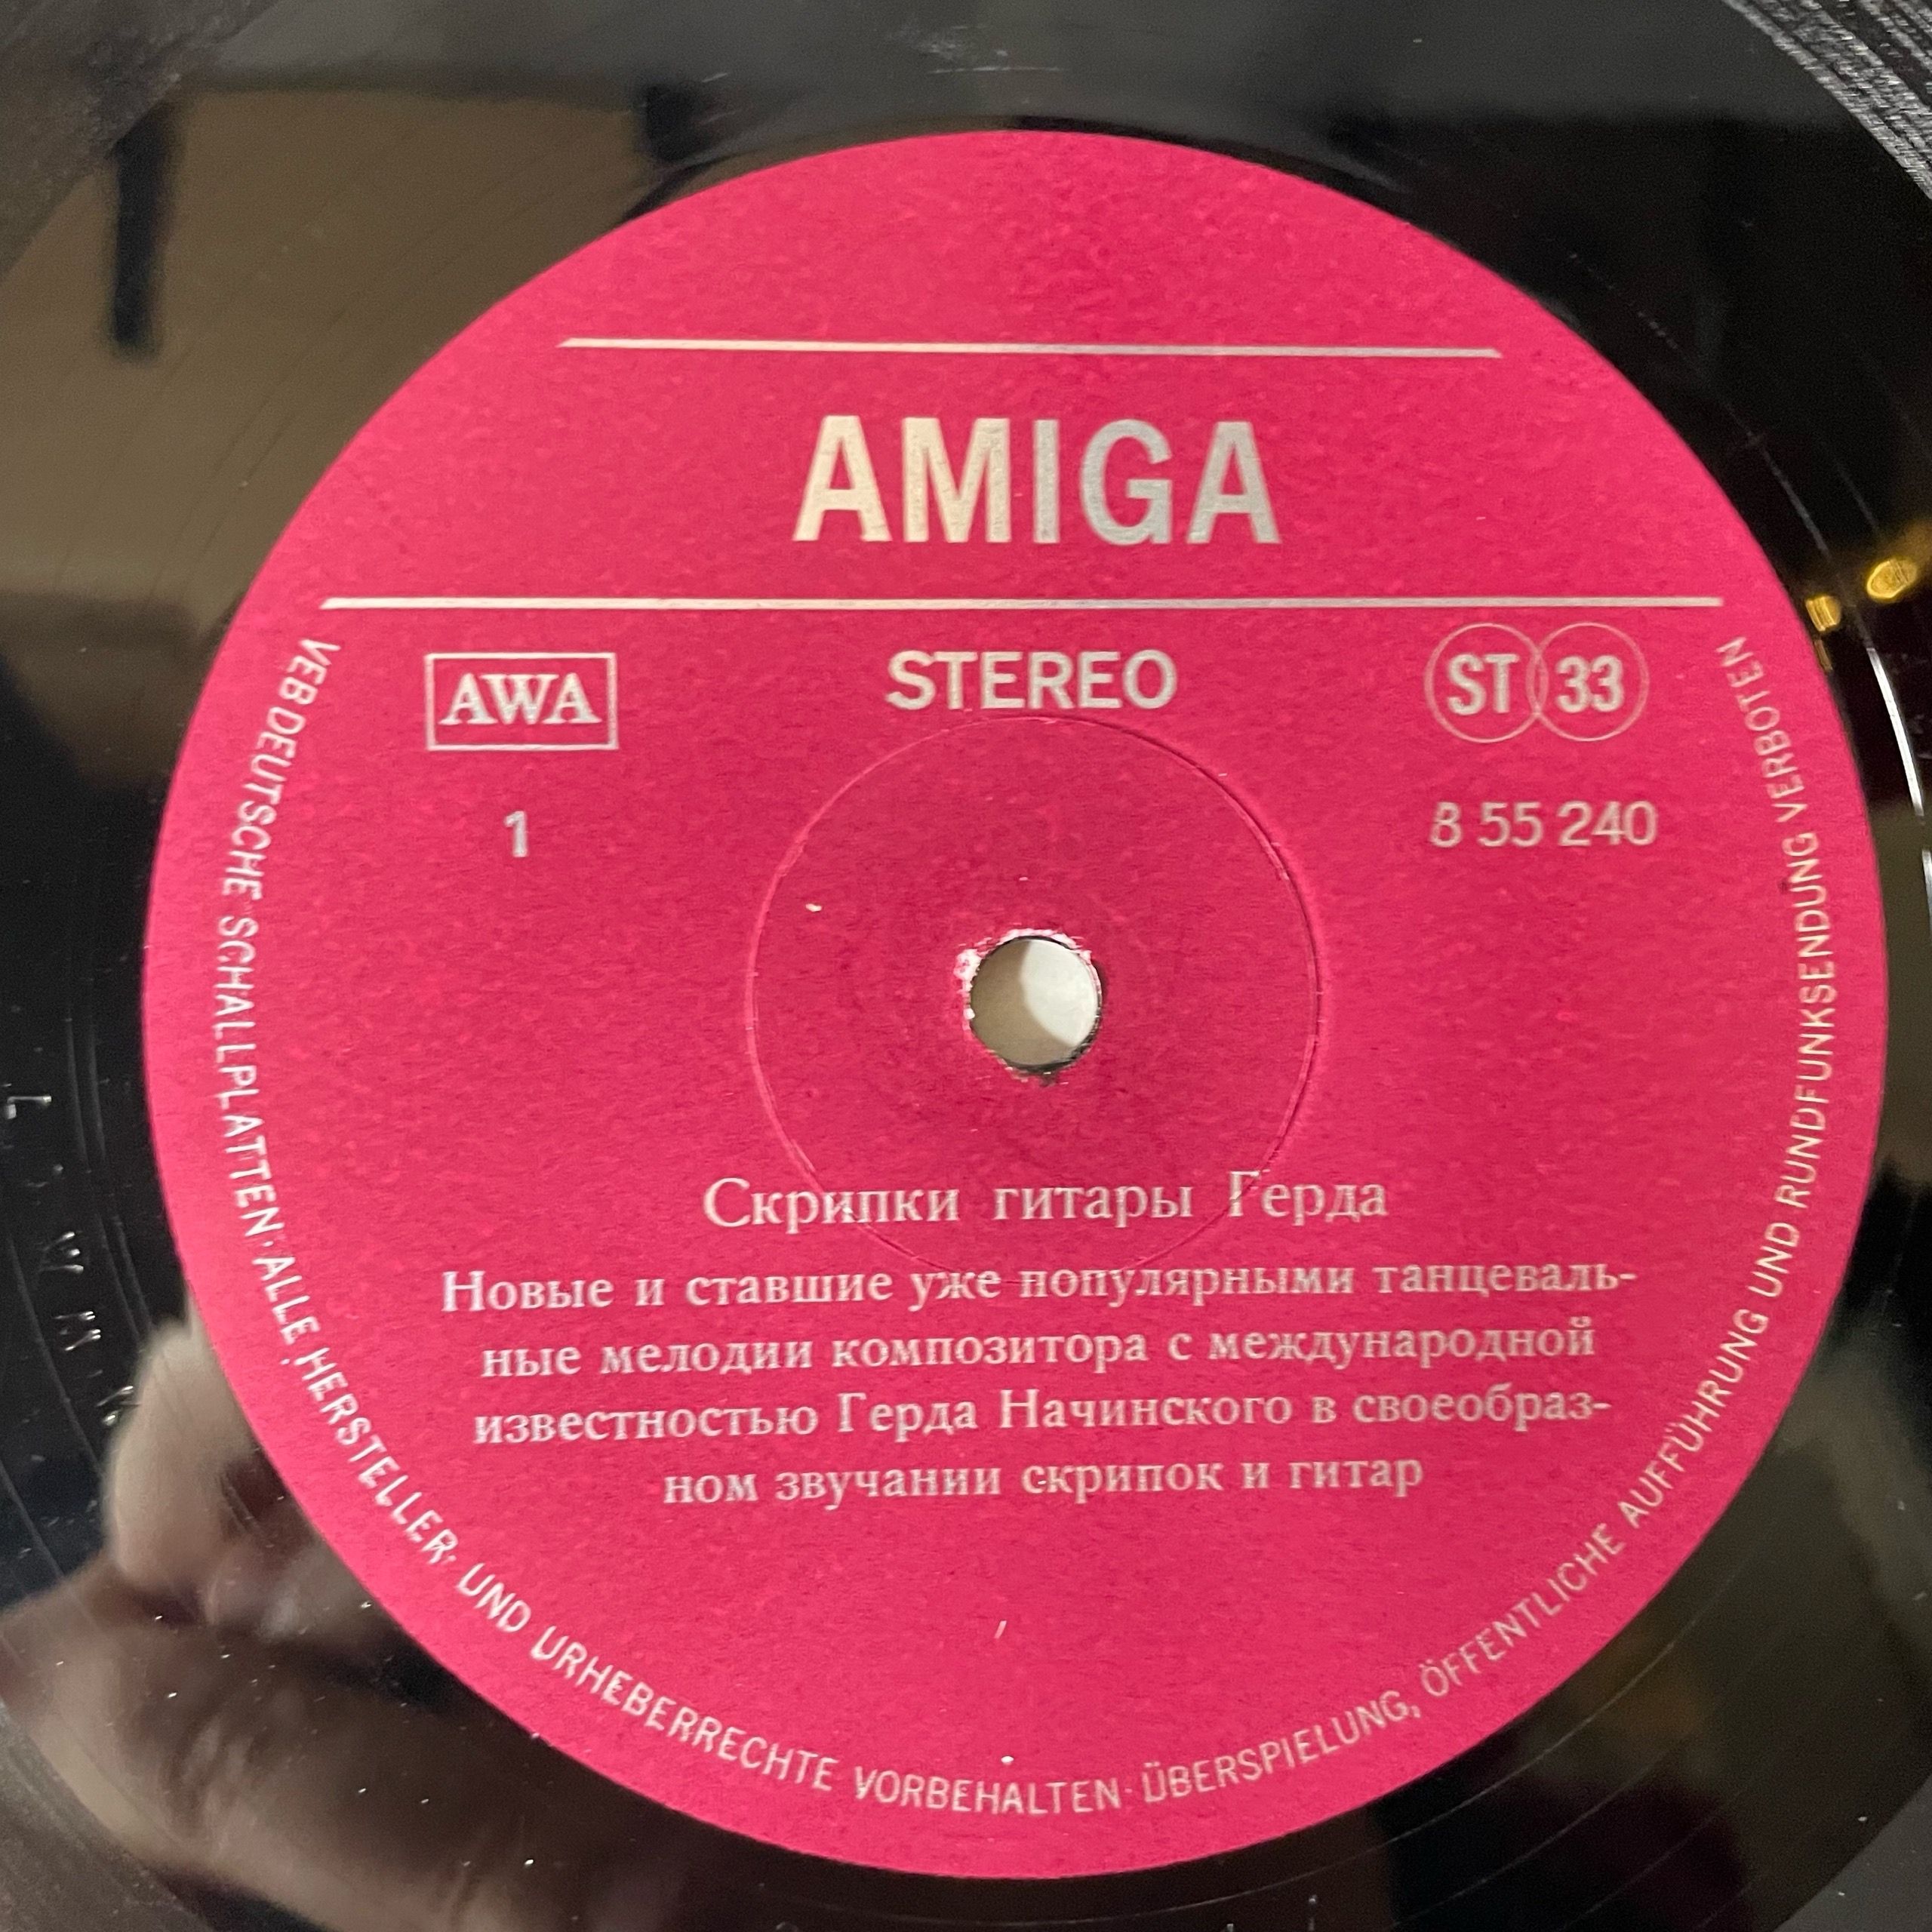 AMIGA
AWA
STEREO
ST 33
1
8 55 240
Скрипки гитары Герда
Новые и ставшие уже популярными танцеваль-
ные мелодии композитора с международной
известностью Герда Начинского в своеобраз-
ном звучании скрипок и гитар
VEB DEUTSCHE SCHALLPLATTEN · ALLE HERSTELLER- UND URHEBERRECHTE VORBEHALTEN · ÜBERSPIELUNG, ÖFFENTLICHE AUFFÜHRUNG UND RUNDFUNKSENDUNG VERBOTEN